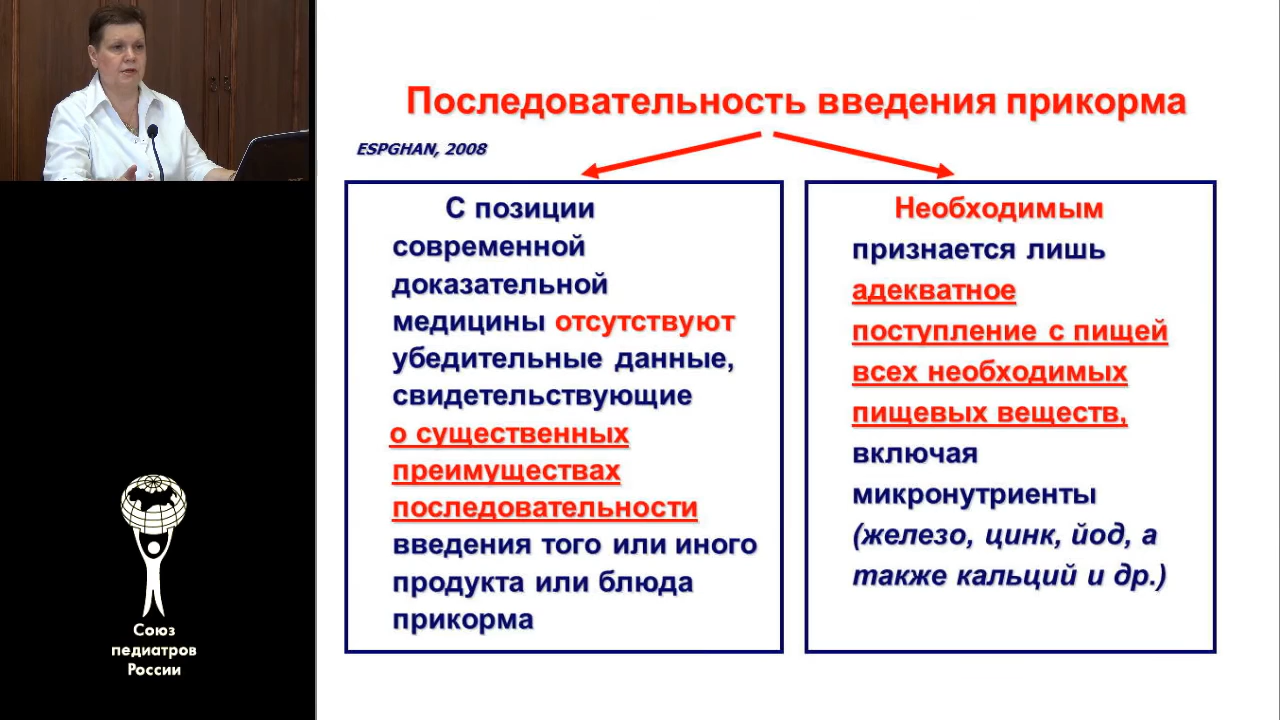 Последовательность введения прикорма
ESPGHAN, 2008
С позиции
современной
доказательной
медицины отсутствуют
убедительные данные,
свидетельствующие
о существенных
преимуществах
последовательности
введения того или иного
продукта или блюда
прикорма
Необходимым
признается лишь
адекватное
поступление с пищей
всех необходимых
пищевых веществ,
включая
микронутриенты
(железо, цинк, йод, а
также кальций и др.)
Союз
педиатров
России